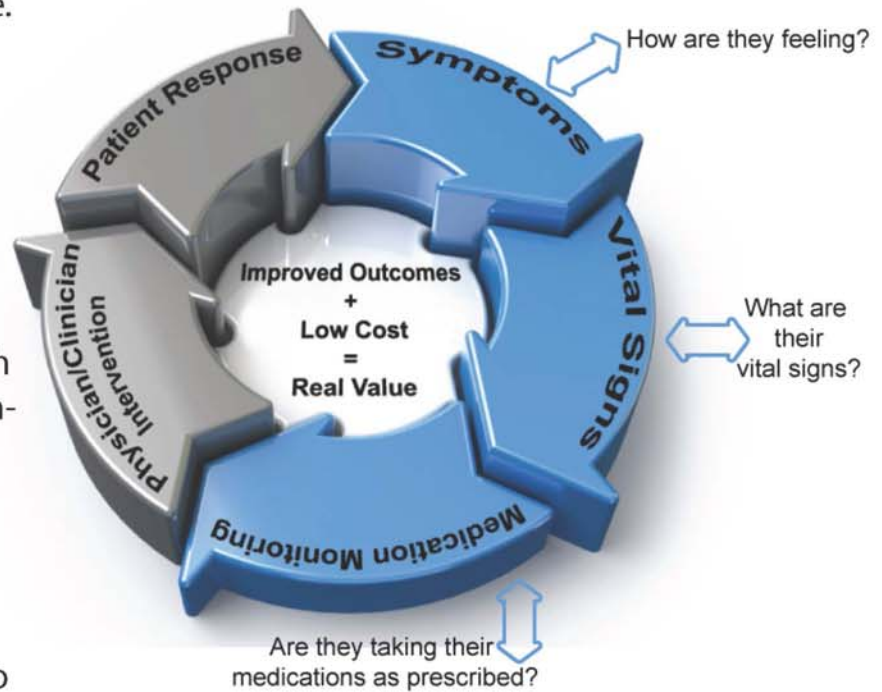 e.
Patient Response
Symptoms
How are they feeling?
Vital Signs
What are
their
vital signs?
Improved Outcomes
+
Low Cost
=
Real Value
Physician/Clinician
Intervention
n
n-
Medication Monitoring
Are they taking their
medications as prescribed?
o